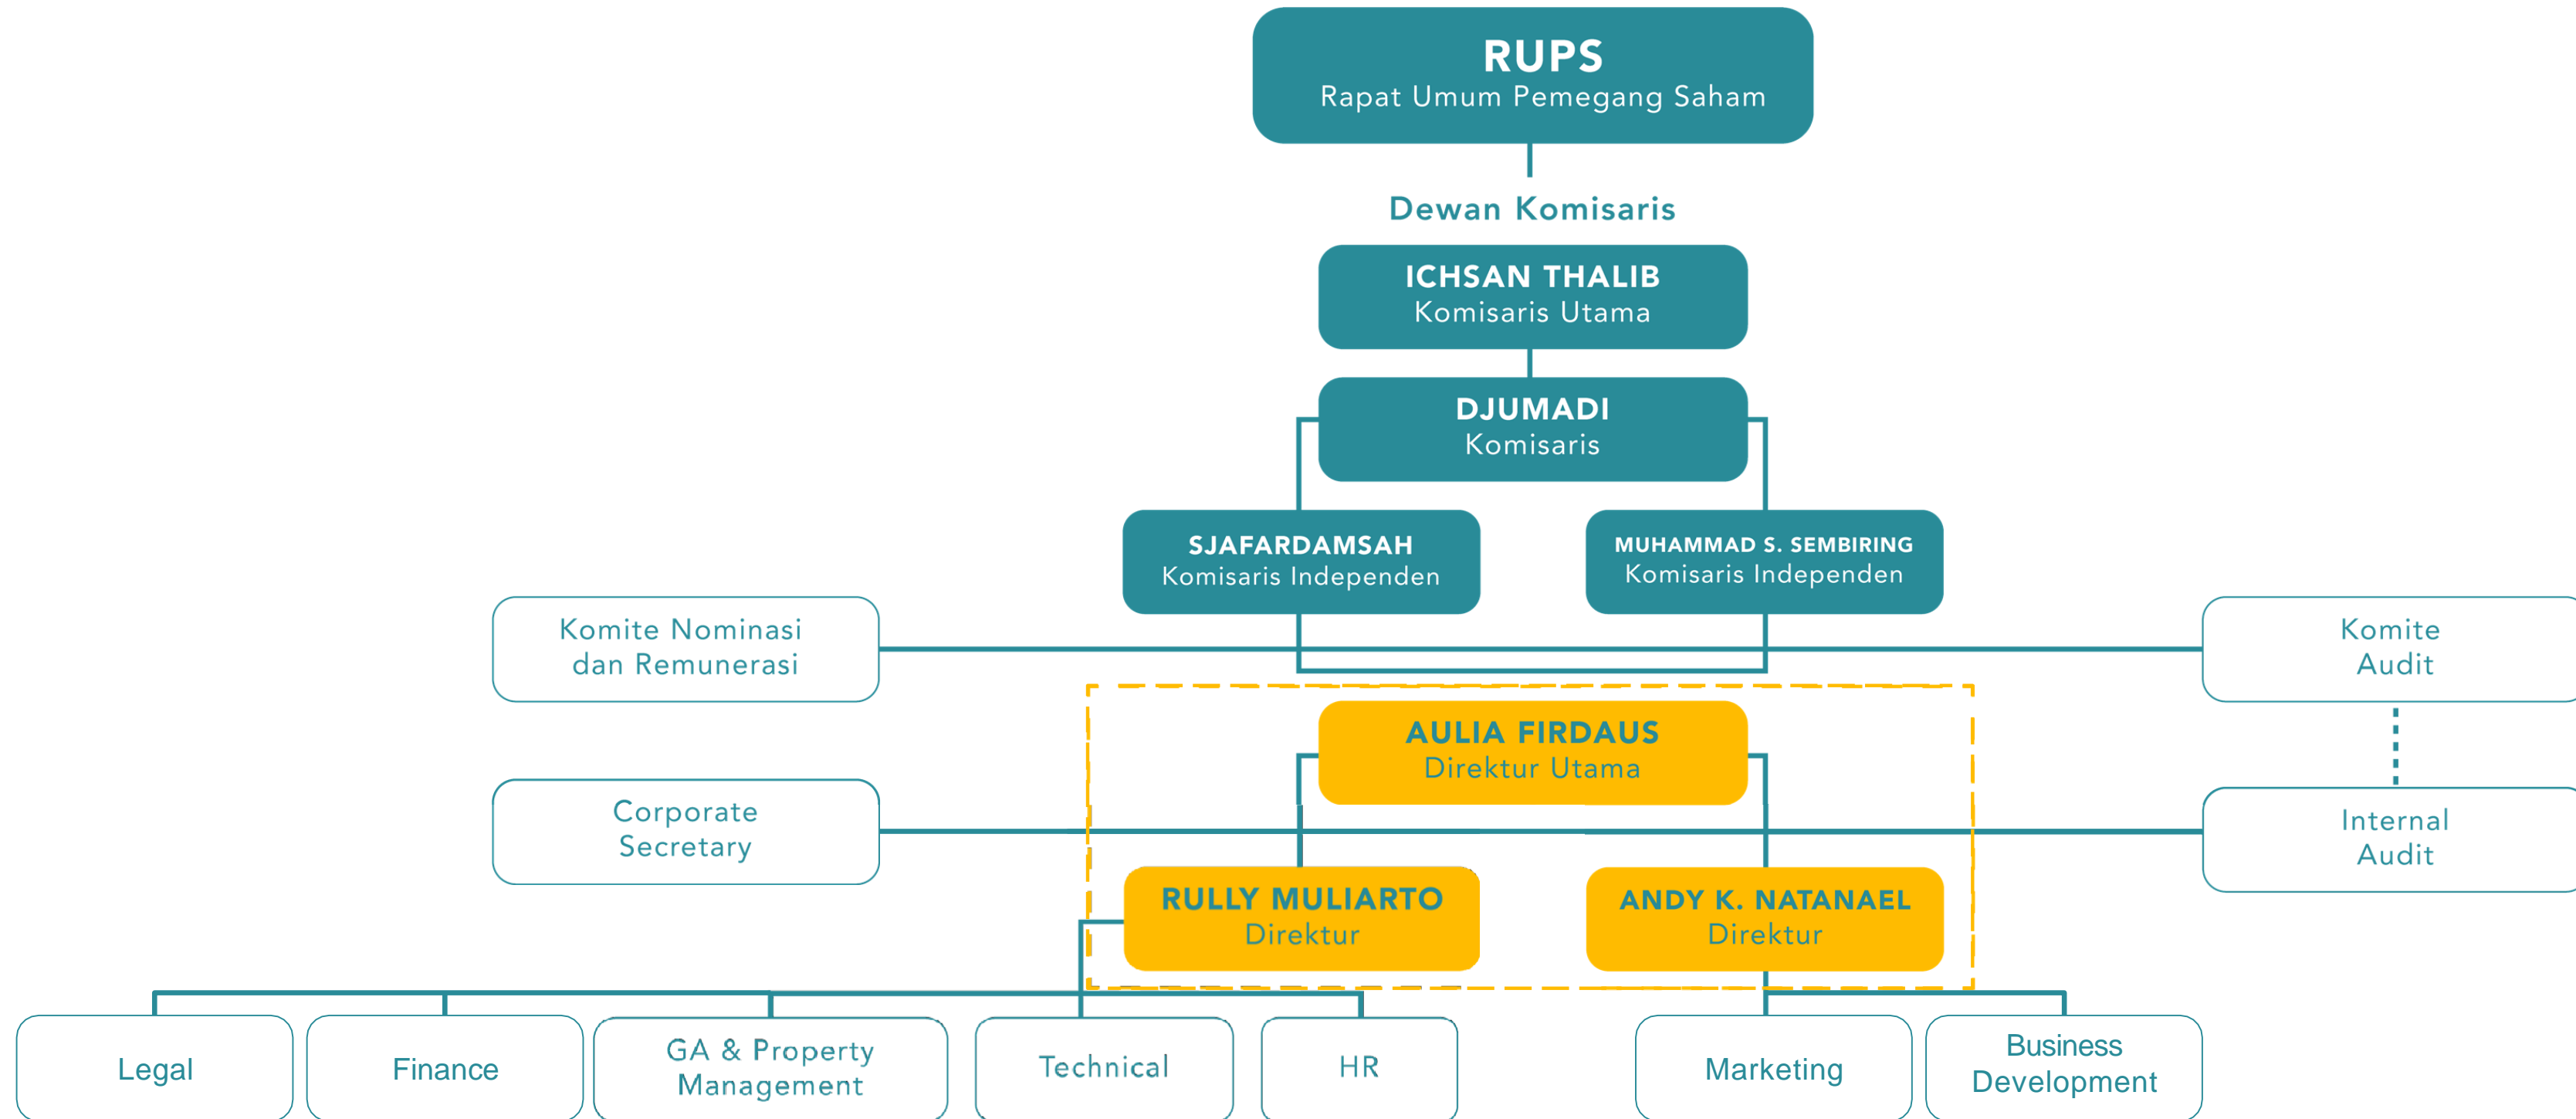 RUPS
Rapat Umum Pemegang Saham
Dewan Komisaris
ICHSAN THALIB
Komisaris Utama
DJUMADI
Komisaris
SJAFARDAMSAH
Komisaris Independen
MUHAMMAD S. SEMBIRING
Komisaris Independen
Komite Nominasi
dan Remunerasi
Komite
Audit
AULIA FIRDAUS
Direktur Utama
Corporate
Secretary
Internal
Audit
RULLY MULIARTO
Direktur
ANDY K. NATANAEL
Direktur
Legal
Finance
GA & Property
Management
Technical
HR
Marketing
Business
Development